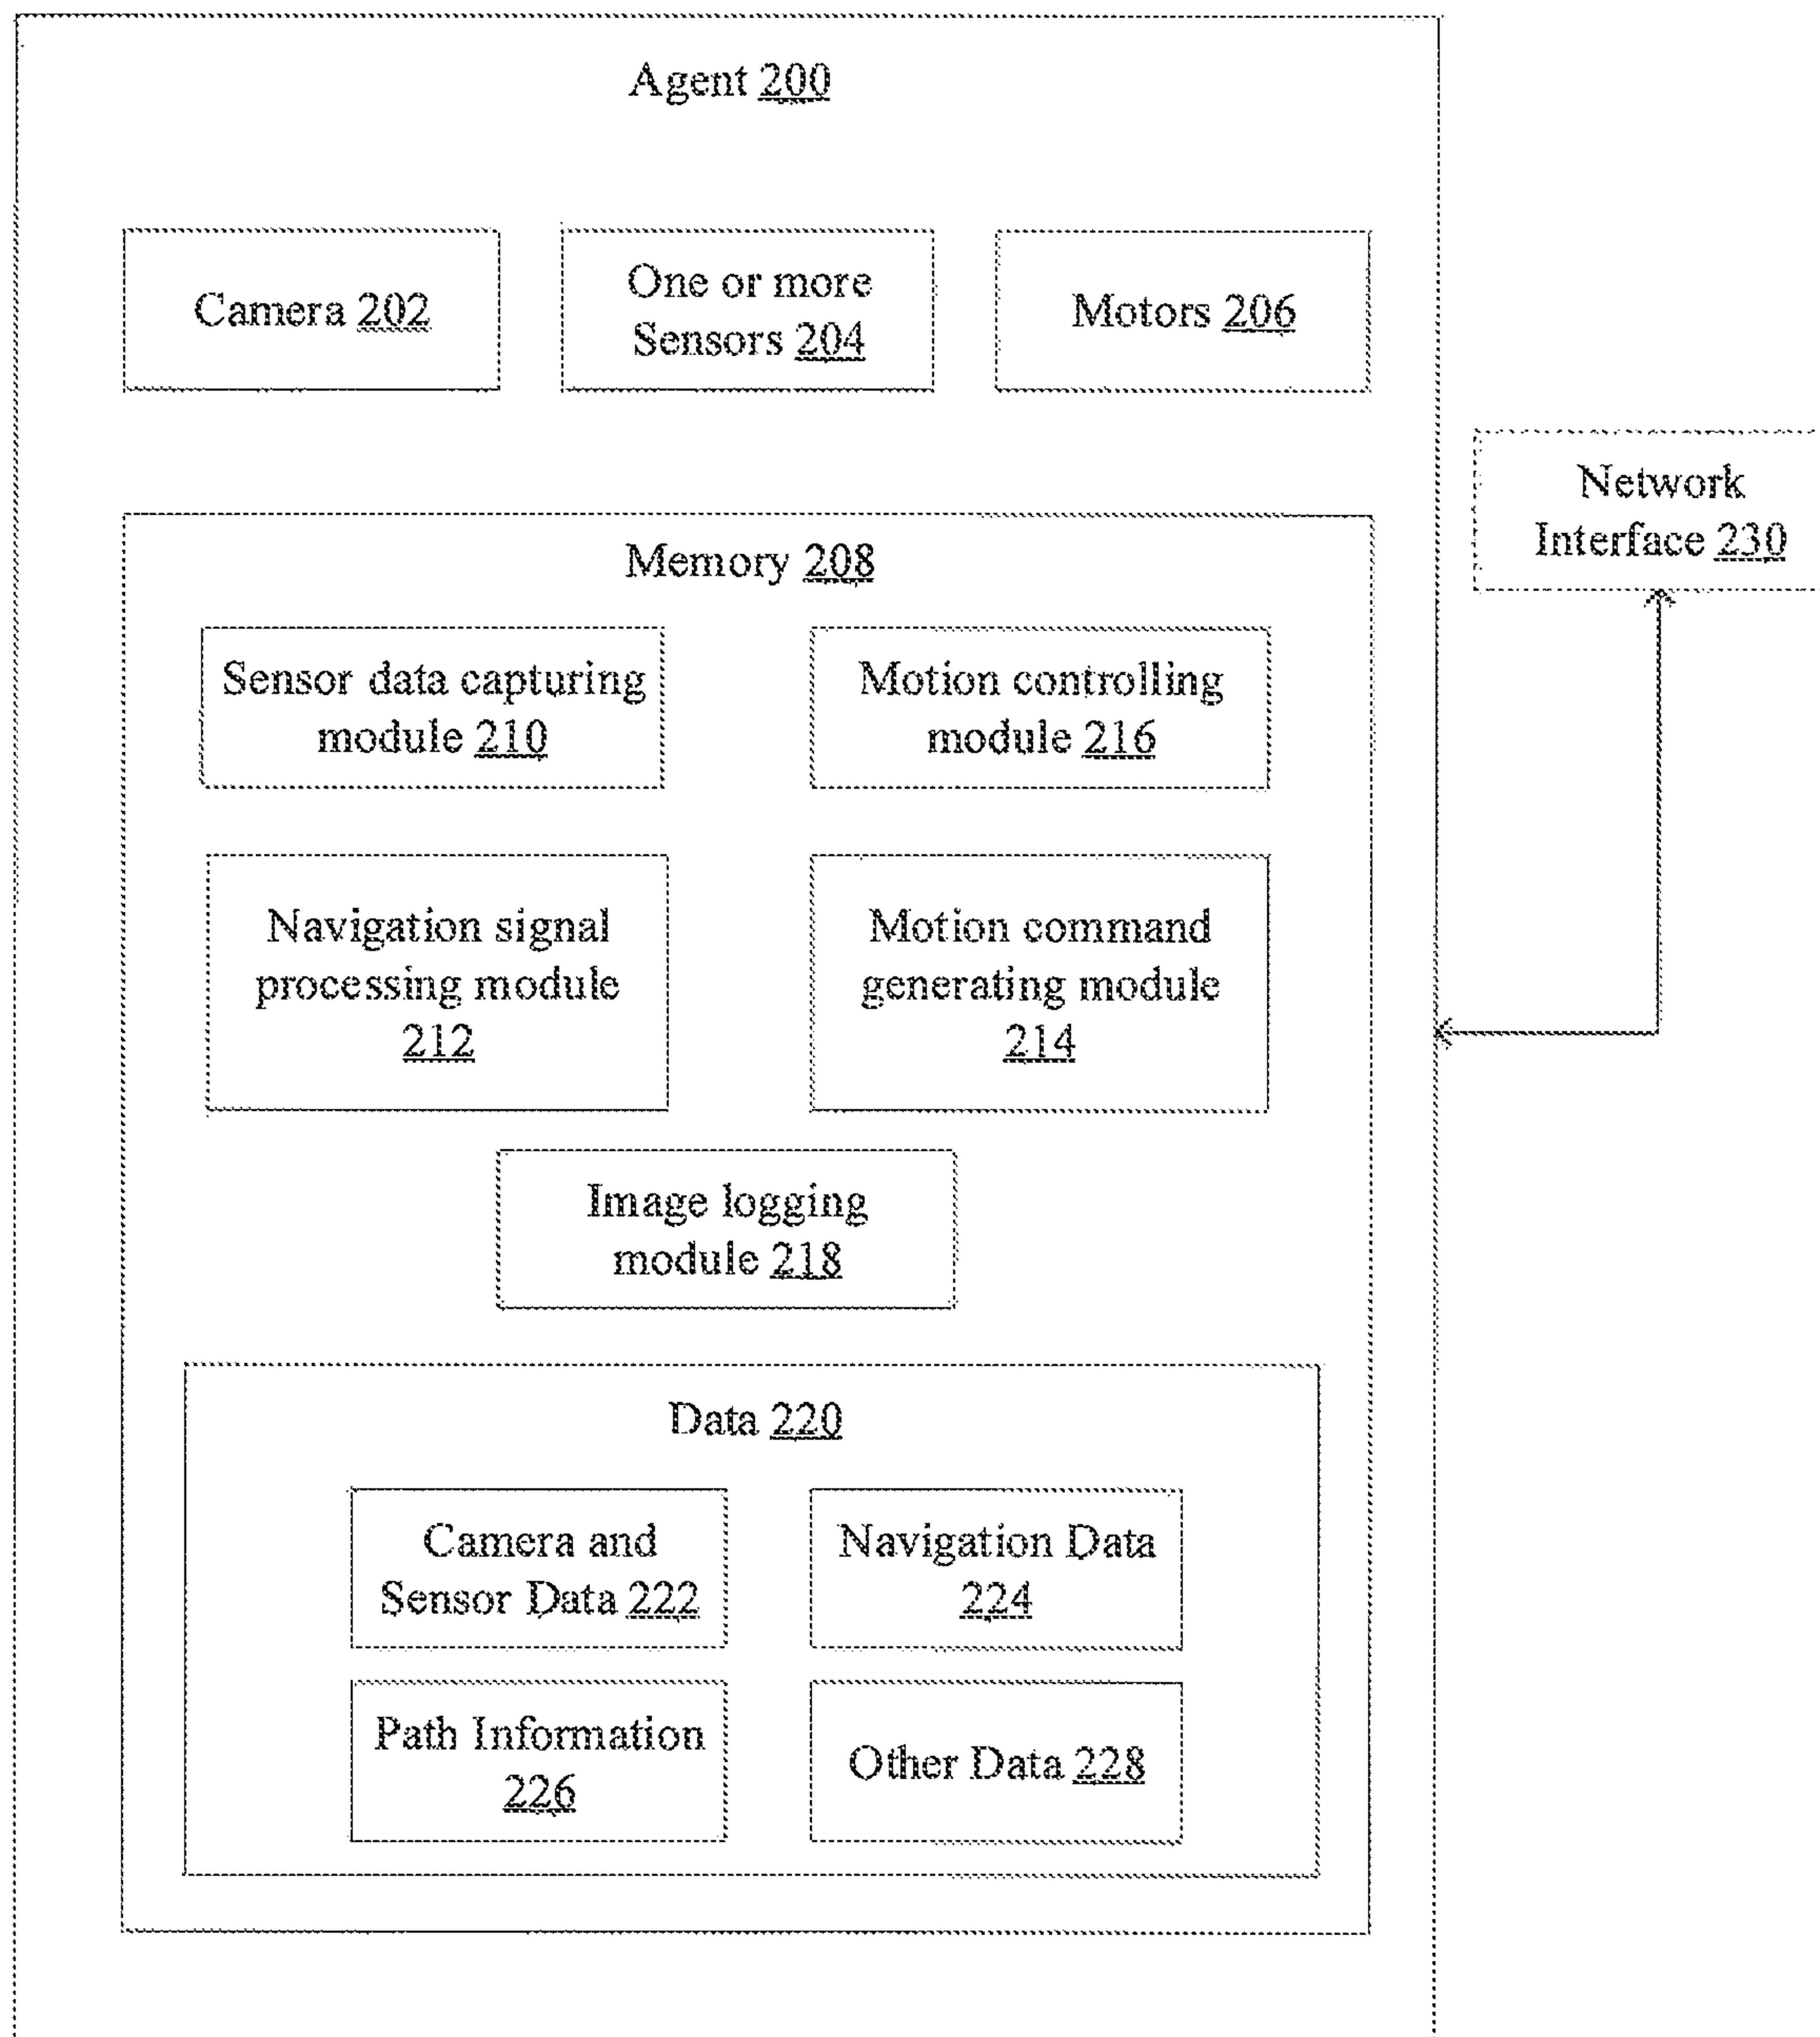 Agent 200
Camera 202
One or more
Sensors 204
Motors 206
Network
Interface 230
Memory 208
Sensor data capturing
module 210
Motion controlling
module 216
Navigation signal
processing module
212
Motion command
generating module
214
Image logging
module 218
Data 220
Camera and
Sensor Data 222
Navigation Data
224
Path Information
226
Other Data 228